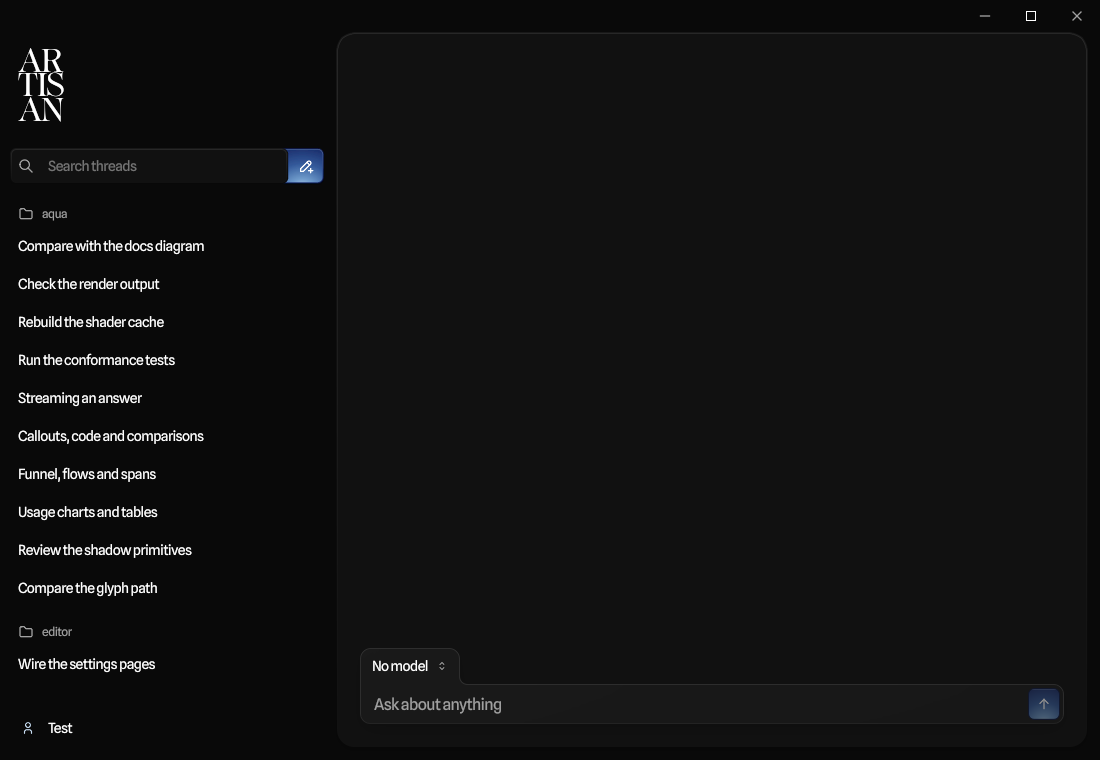 AR
TIS
AN
Search threads
aqua
Compare with the docs diagram
Check the render output
Rebuild the shader cache
Run the conformance tests
Streaming an answer
Callouts, code and comparisons
Funnel, flows and spans
Usage charts and tables
Review the shadow primitives
Compare the glyph path
editor
Wire the settings pages
Test
No model
Ask about anything